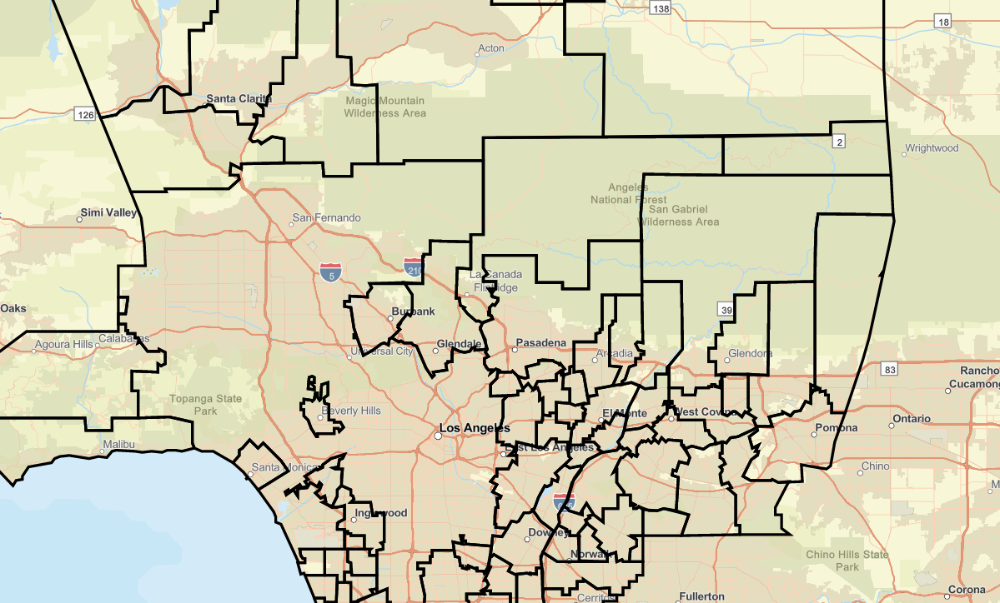 138
18
Acton
Santa Clarita
Magic Mountain
Wilderness Area
126
2
Wrightwood
Angeles
National Forest
San Gabriel
Wilderness Area
Simi Valley
San Fernando
5
210
La Canada
Flintridge
Oaks
Burbank
39
Agoura Hills
Calabasas
Universal City
Glendale
Pasadena
Arcadia
Glendora
83
Rancho
Cucamong
Topanga State
Park
Beverly Hills
El Monte
West Covina
Los Angeles
Pomona
Ontario
Malibu
East Los Angeles
Santa Monica
Chino
M
605
Inglewood
Downey
Norwalk
Chino Hills State
Park
Cerritos
Fullerton
Corona